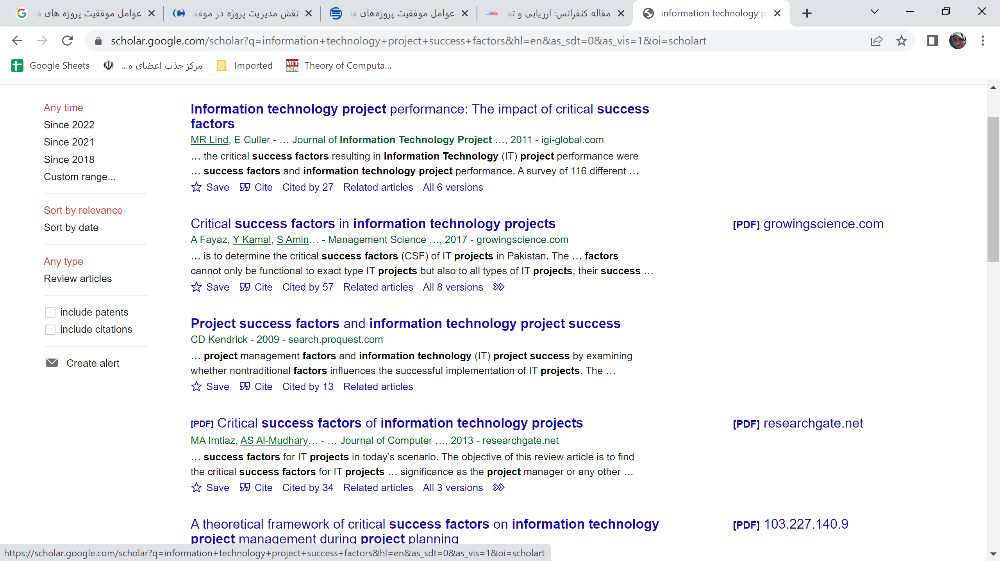 عوامل موفقیت پروژه های
نقش مدیریت پروژه در
عوامل موفقیت پروژه‌های
مقاله کنفرانس: ارزیابی و
information technology p
scholar.google.com/scholar?q=information+technology+project+success+factors&hl=en&as_sdt=0&as_vis=1&oi=scholart
Google Sheets
مرکز جذب اعضای ه...
Imported
MIT OCW
Theory of Computa...
Any time
Since 2022
Since 2021
Since 2018
Custom range...
Sort by relevance
Sort by date
Any type
Review articles
include patents
include citations
Create alert
Information technology project performance: The impact of critical success
factors
MR Lind, E Culler - … Journal of Information Technology Project …, 2011 - igi-global.com
… the critical success factors resulting in Information Technology (IT) project performance were
… success factors and information technology project performance. A survey of 116 different …
Save Cite Cited by 27 Related articles All 6 versions
Critical success factors in information technology projects
[PDF] growingscience.com
A Fayaz, Y Kamal, S Amin… - Management Science …, 2017 - growingscience.com
… is to determine the critical success factors (CSF) of IT projects in Pakistan. The … factors
cannot only be functional to exact type IT projects but also to all types of IT projects, their success …
Save Cite Cited by 57 Related articles All 8 versions
Project success factors and information technology project success
CD Kendrick - 2009 - search.proquest.com
… project management factors and information technology (IT) project success by examining
whether nontraditional factors influences the successful implementation of IT projects. The …
Save Cite Cited by 13 Related articles
[PDF] Critical success factors of information technology projects
[PDF] researchgate.net
MA Imtiaz, AS Al-Mudhary… - … Journal of Computer …, 2013 - researchgate.net
… success factors for IT projects in today’s scenario. The objective of this review article is to find
the critical success factors for IT projects … significance as the project manager or any other …
Save Cite Cited by 34 Related articles All 3 versions
A theoretical framework of critical success factors on information technology
[PDF] 103.227.140.9
project management during project planning
https://scholar.google.com/scholar?q=information+technology+project+success+factors&hl=en&as_sdt=0&as_vis=1&oi=scholart